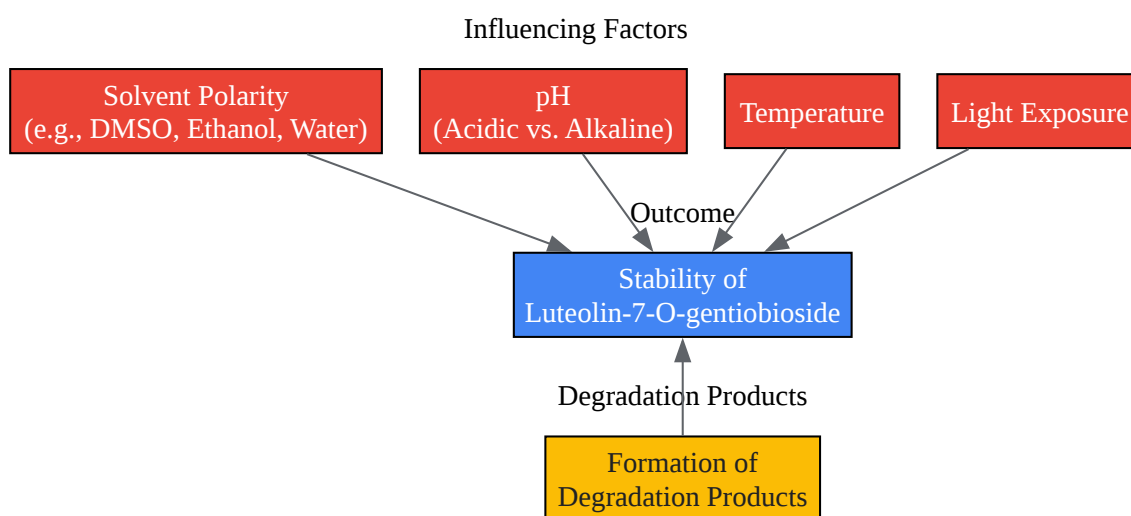 Influencing Factors
Solvent Polarity
(e.g., DMSO, Ethanol, Water)
pH
(Acidic vs. Alkaline)
Temperature
Light Exposure
Outcome
Stability of
Luteolin-7-O-gentiobioside
Degradation Products
Formation of
Degradation Products